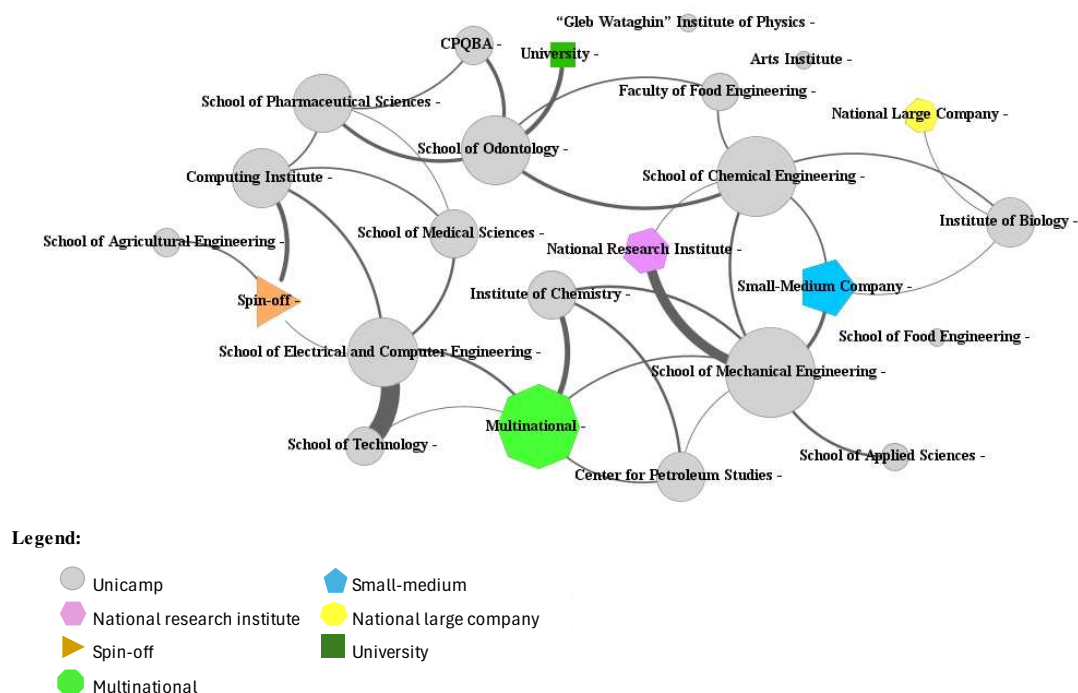 “Gleb Wataghin” Institute of Physics -
CPQBA -
University -
Arts Institute -
Faculty of Food Engineering -
School of Pharmaceutical Sciences -
National Large Company -
School of Odontology -
Computing Institute -
School of Chemical Engineering -
Institute of Biology -
School of Medical Sciences -
School of Agricultural Engineering -
National Research Institute -
Small-Medium Company -
Institute of Chemistry -
Spin-off -
School of Food Engineering -
School of Electrical and Computer Engineering -
School of Mechanical Engineering -
Multinational -
School of Technology -
School of Applied Sciences -
Center for Petroleum Studies -
Legend:
Unicamp
Small-medium
National research institute
National large company
Spin-off
University
Multinational